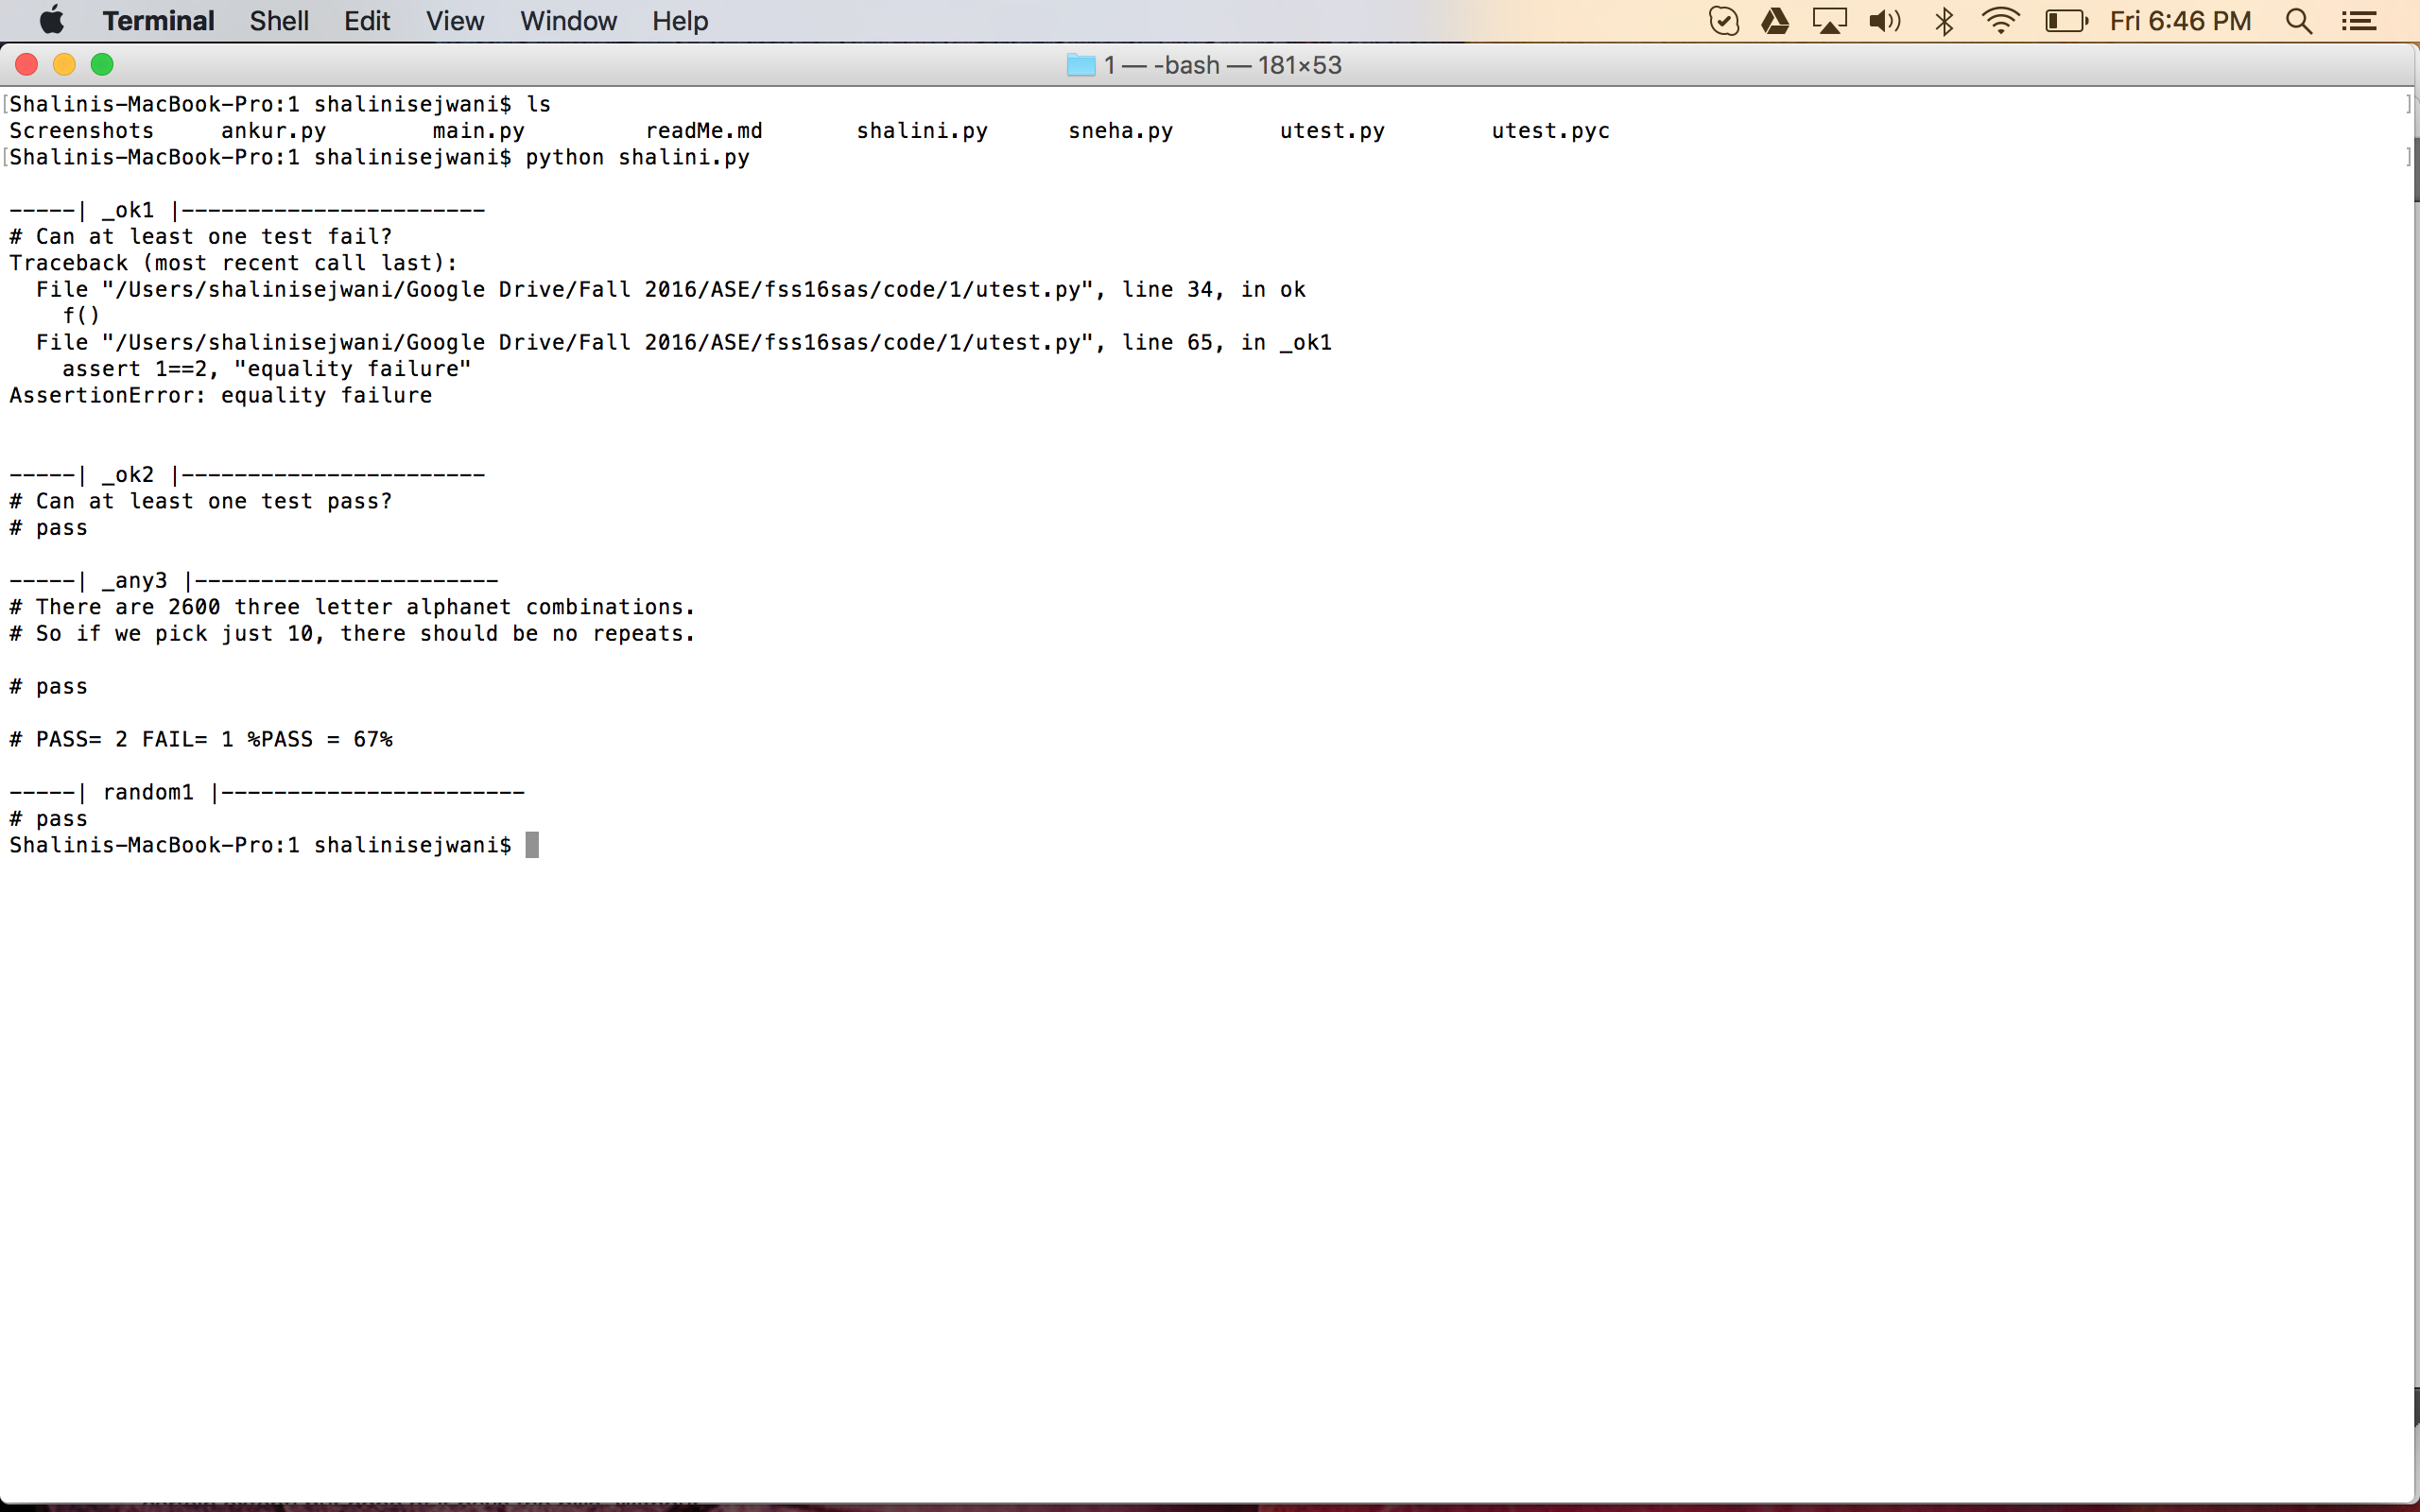 Terminal Shell Edit View Window Help Fri 6:46 PM
1 — -bash — 181×53
[Shalinis-MacBook-Pro:1 shalinisejwani$ ls ]
Screenshots ankur.py main.py readMe.md shalini.py sneha.py utest.py utest.pyc
[Shalinis-MacBook-Pro:1 shalinisejwani$ python shalini.py ]
-----| _ok1 |-----------------------
# Can at least one test fail?
Traceback (most recent call last):
  File "/Users/shalinisejwani/Google Drive/Fall 2016/ASE/fss16sas/code/1/utest.py", line 34, in ok
    f()
  File "/Users/shalinisejwani/Google Drive/Fall 2016/ASE/fss16sas/code/1/utest.py", line 65, in _ok1
    assert 1==2, "equality failure"
AssertionError: equality failure
-----| _ok2 |-----------------------
# Can at least one test pass?
# pass
-----| _any3 |-----------------------
# There are 2600 three letter alphanet combinations.
# So if we pick just 10, there should be no repeats.
# pass
# PASS= 2 FAIL= 1 %PASS = 67%
-----| random1 |-----------------------
# pass
Shalinis-MacBook-Pro:1 shalinisejwani$